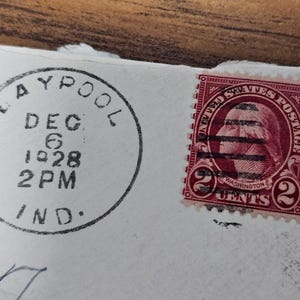 LAYPOOL
DEC
6
1928
2PM
IND.
UNITED STATES POSTAGE
WASHINGTON
2 CENTS 2